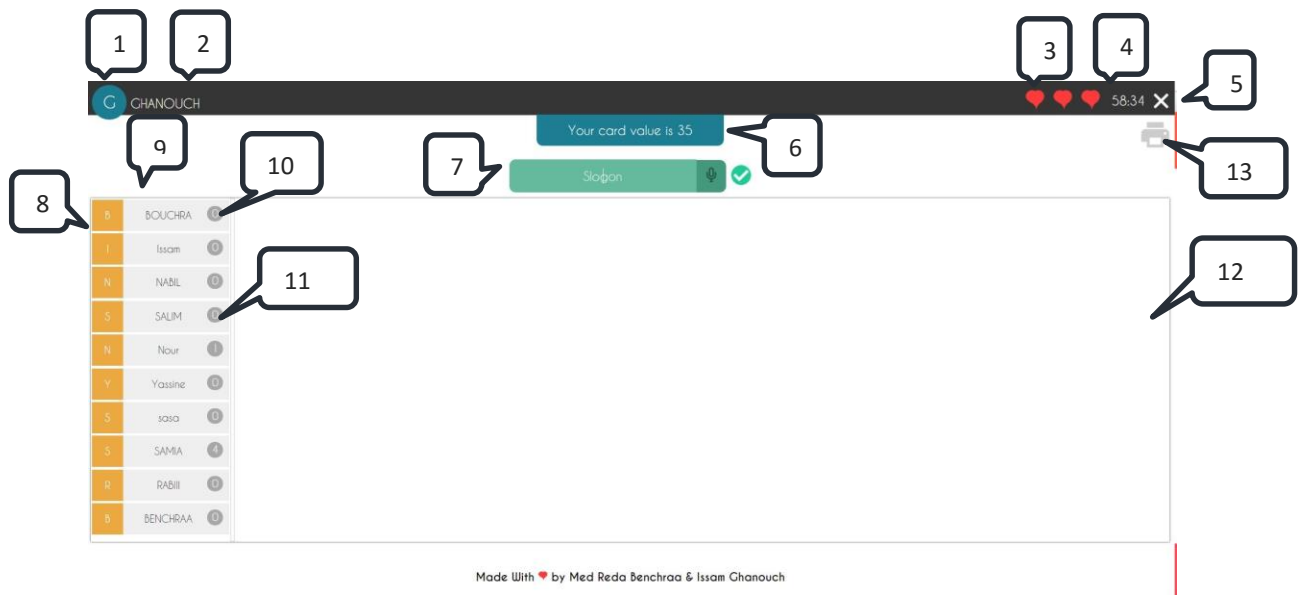 1
2
3
4
5
G GHANOUCH 58:34
Your card value is 35
6
7
Slogon
13
8
9
10
B BOUCHRA 0
I Issam 0
N NABIL 0
11
12
S SALIM 0
N Nour 1
Y Yassine 0
S sasa 0
S SAMIA 4
R RABIII 0
B BENCHRAA 0
Made With ♥ by Med Reda Benchraa & Issam Ghanouch